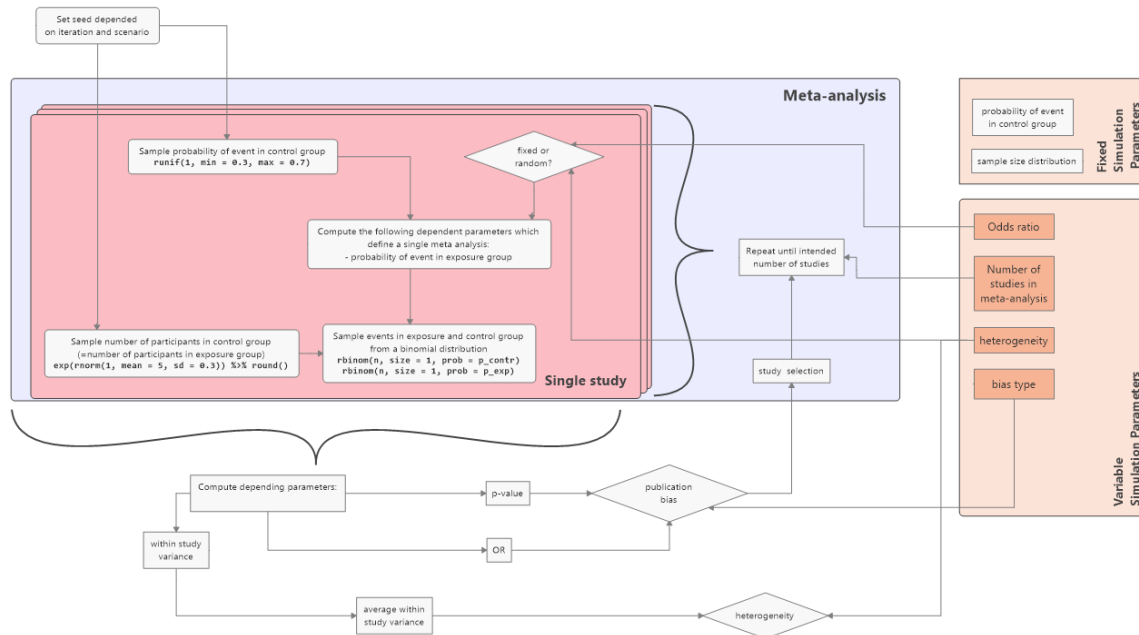 Set seed depended
on iteration and scenario
Meta-analysis
Sample probability of event in control group
runif(1, min = 0.3, max = 0.7)
fixed or
random?
Compute the following dependent parameters which
define a single meta analysis:
- probability of event in exposure group
Sample number of participants in control group
(=number of participants in exposure group)
exp(rnorm(1, mean = 5, sd = 0.3)) %>% round()
Sample events in exposure and control group
from a binomial distribution
rbinom(n, size = 1, prob = p_contr)
rbinom(n, size = 1, prob = p_exp)
Single study
Repeat until intended
number of studies
study selection
probability of event
in control group
sample size distribution
Fixed
Simulation
Parameters
Odds ratio
Number of
studies in
meta-analysis
heterogeneity
bias type
Variable
Simulation Parameters
Compute depending parameters:
p-value
publication
bias
within study
variance
OR
average within
study variance
heterogeneity